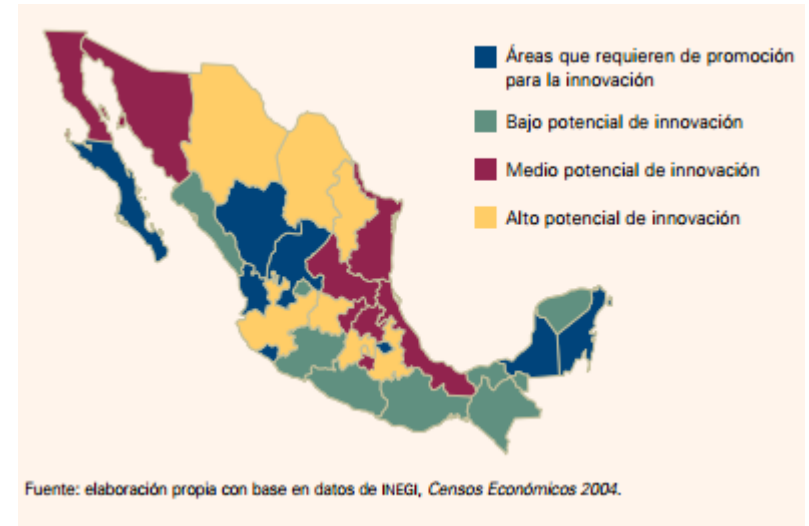 Áreas que requieren de promoción
para la innovación
Bajo potencial de innovación
Medio potencial de innovación
Alto potencial de innovación
Fuente: elaboración propia con base en datos de INEGI, Censos Económicos 2004.